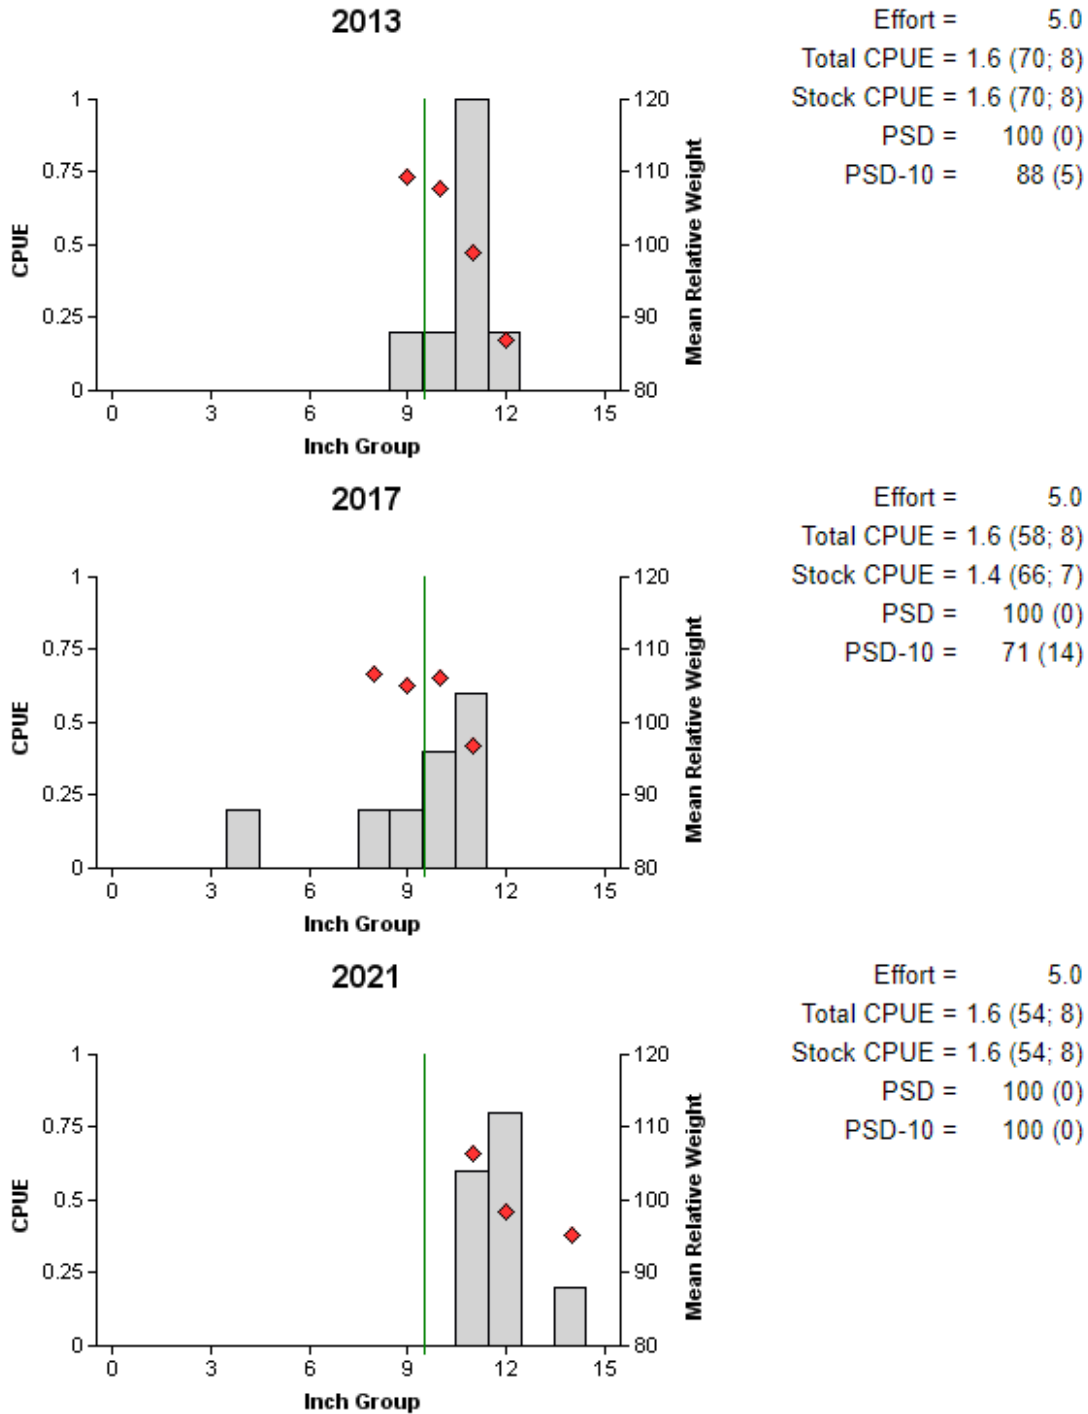 2013
Effort = 5.0
Total CPUE = 1.6 (70; 8)
Stock CPUE = 1.6 (70; 8)
PSD = 100 (0)
PSD-10 = 88 (5)
1
0.75
0.5
0.25
0
CPUE
120
110
100
90
80
Mean Relative Weight
0 3 6 9 12 15
Inch Group
2017
Effort = 5.0
Total CPUE = 1.6 (58; 8)
Stock CPUE = 1.4 (66; 7)
PSD = 100 (0)
PSD-10 = 71 (14)
1
0.75
0.5
0.25
0
CPUE
120
110
100
90
80
Mean Relative Weight
0 3 6 9 12 15
Inch Group
2021
Effort = 5.0
Total CPUE = 1.6 (54; 8)
Stock CPUE = 1.6 (54; 8)
PSD = 100 (0)
PSD-10 = 100 (0)
1
0.75
0.5
0.25
0
CPUE
120
110
100
90
80
Mean Relative Weight
0 3 6 9 12 15
Inch Group